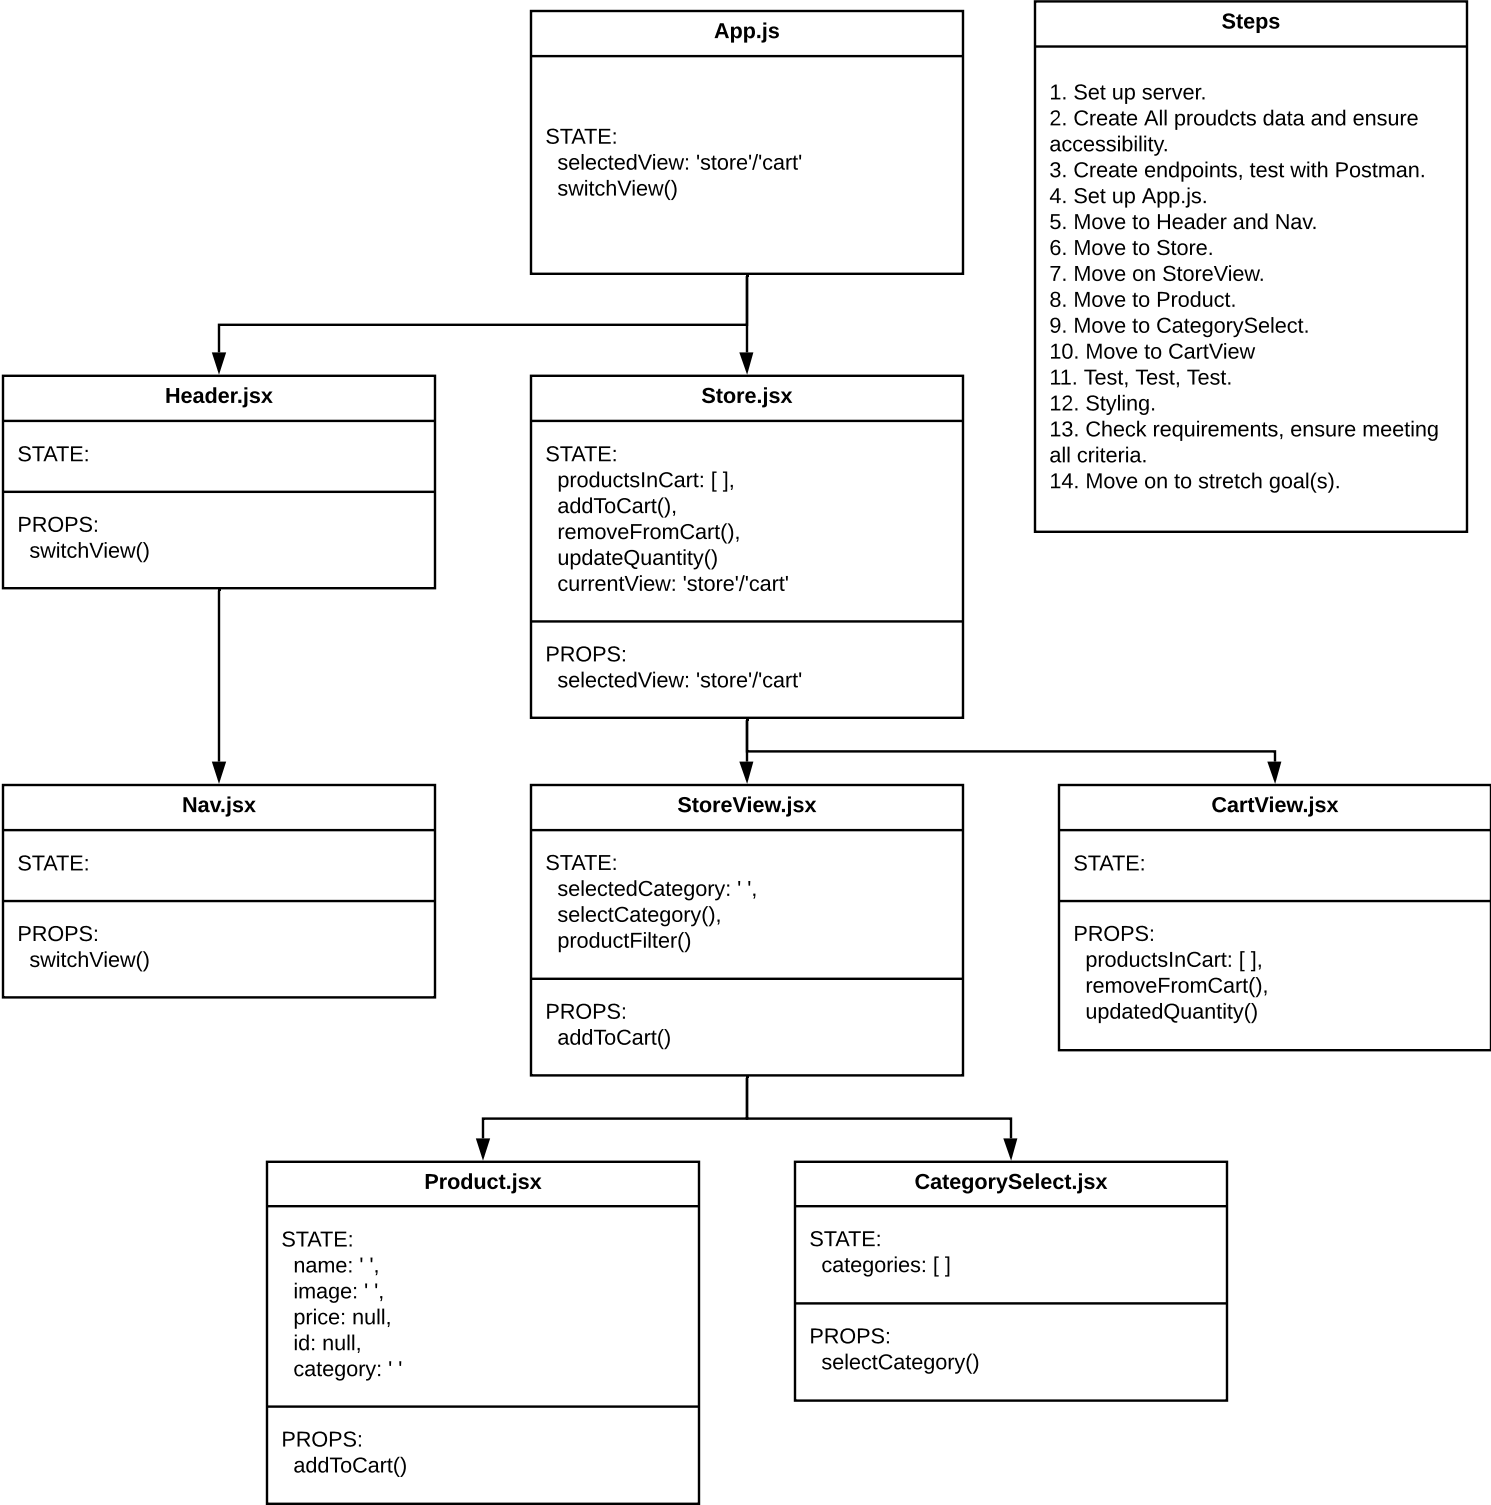 App.js
STATE:
selectedView: 'store'/'cart'
switchView()
Steps
1. Set up server.
2. Create All proudcts data and ensure
accessibility.
3. Create endpoints, test with Postman.
4. Set up App.js.
5. Move to Header and Nav.
6. Move to Store.
7. Move on StoreView.
8. Move to Product.
9. Move to CategorySelect.
10. Move to CartView
11. Test, Test, Test.
12. Styling.
13. Check requirements, ensure meeting
all criteria.
14. Move on to stretch goal(s).
Header.jsx
STATE:
PROPS:
switchView()
Store.jsx
STATE:
productsInCart: [ ],
addToCart(),
removeFromCart(),
updateQuantity()
currentView: 'store'/'cart'
PROPS:
selectedView: 'store'/'cart'
Nav.jsx
STATE:
PROPS:
switchView()
StoreView.jsx
STATE:
selectedCategory: ' ',
selectCategory(),
productFilter()
PROPS:
addToCart()
CartView.jsx
STATE:
PROPS:
productsInCart: [ ],
removeFromCart(),
updatedQuantity()
Product.jsx
STATE:
name: ' ',
image: ' ',
price: null,
id: null,
category: ' '
PROPS:
addToCart()
CategorySelect.jsx
STATE:
categories: [ ]
PROPS:
selectCategory()